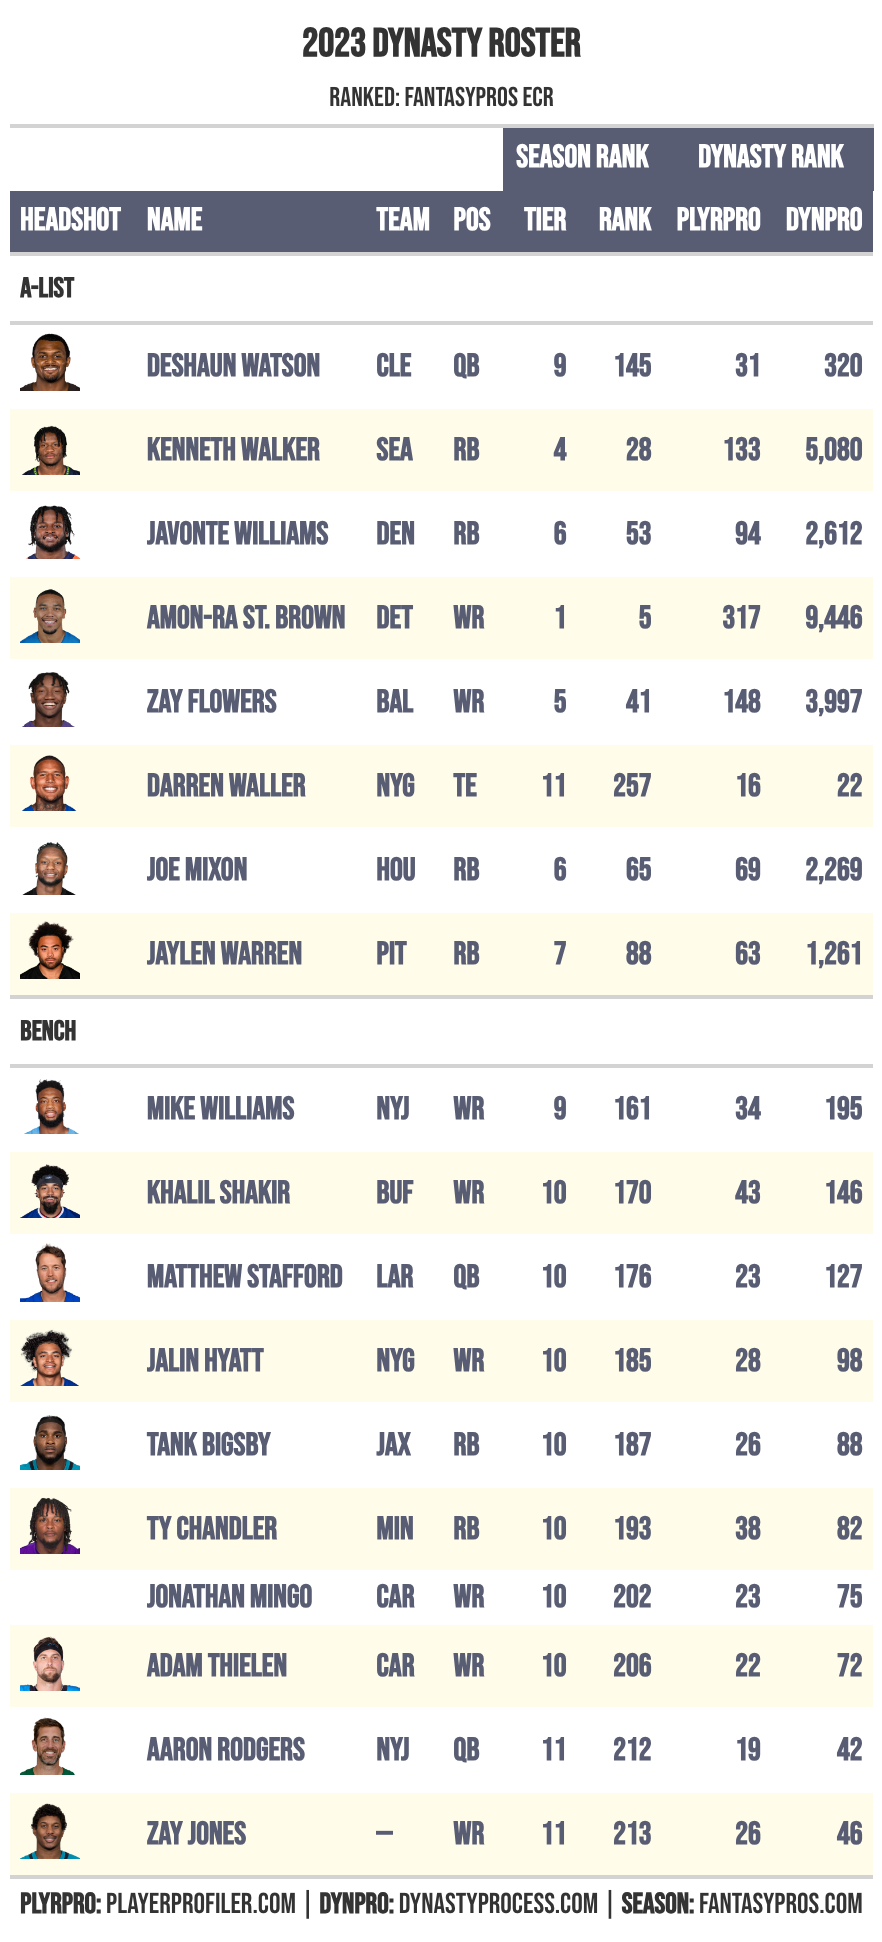 2023 DYNASTY ROSTER
RANKED: FANTASYPROS ECR
SEASON RANK DYNASTY RANK
HEADSHOT NAME TEAM POS TIER RANK PLYRPRO DYNPRO
A-LIST
DESHAUN WATSON CLE QB 9 145 31 320
KENNETH WALKER SEA RB 4 28 133 5,080
JAVONTE WILLIAMS DEN RB 6 53 94 2,612
AMON-RA ST. BROWN DET WR 1 5 317 9,446
ZAY FLOWERS BAL WR 5 41 148 3,997
DARREN WALLER NYG TE 11 257 16 22
JOE MIXON HOU RB 6 65 69 2,269
JAYLEN WARREN PIT RB 7 88 63 1,261
BENCH
MIKE WILLIAMS NYJ WR 9 161 34 195
KHALIL SHAKIR BUF WR 10 170 43 146
MATTHEW STAFFORD LAR QB 10 176 23 127
JALIN HYATT NYG WR 10 185 28 98
TANK BIGSBY JAX RB 10 187 26 88
TY CHANDLER MIN RB 10 193 38 82
JONATHAN MINGO CAR WR 10 202 23 75
ADAM THIELEN CAR WR 10 206 22 72
AARON RODGERS NYJ QB 11 212 19 42
ZAY JONES — WR 11 213 26 46
PLYRPRO: PLAYERPROFILER.COM | DYNPRO: DYNASTYPROCESS.COM | SEASON: FANTASYPROS.COM